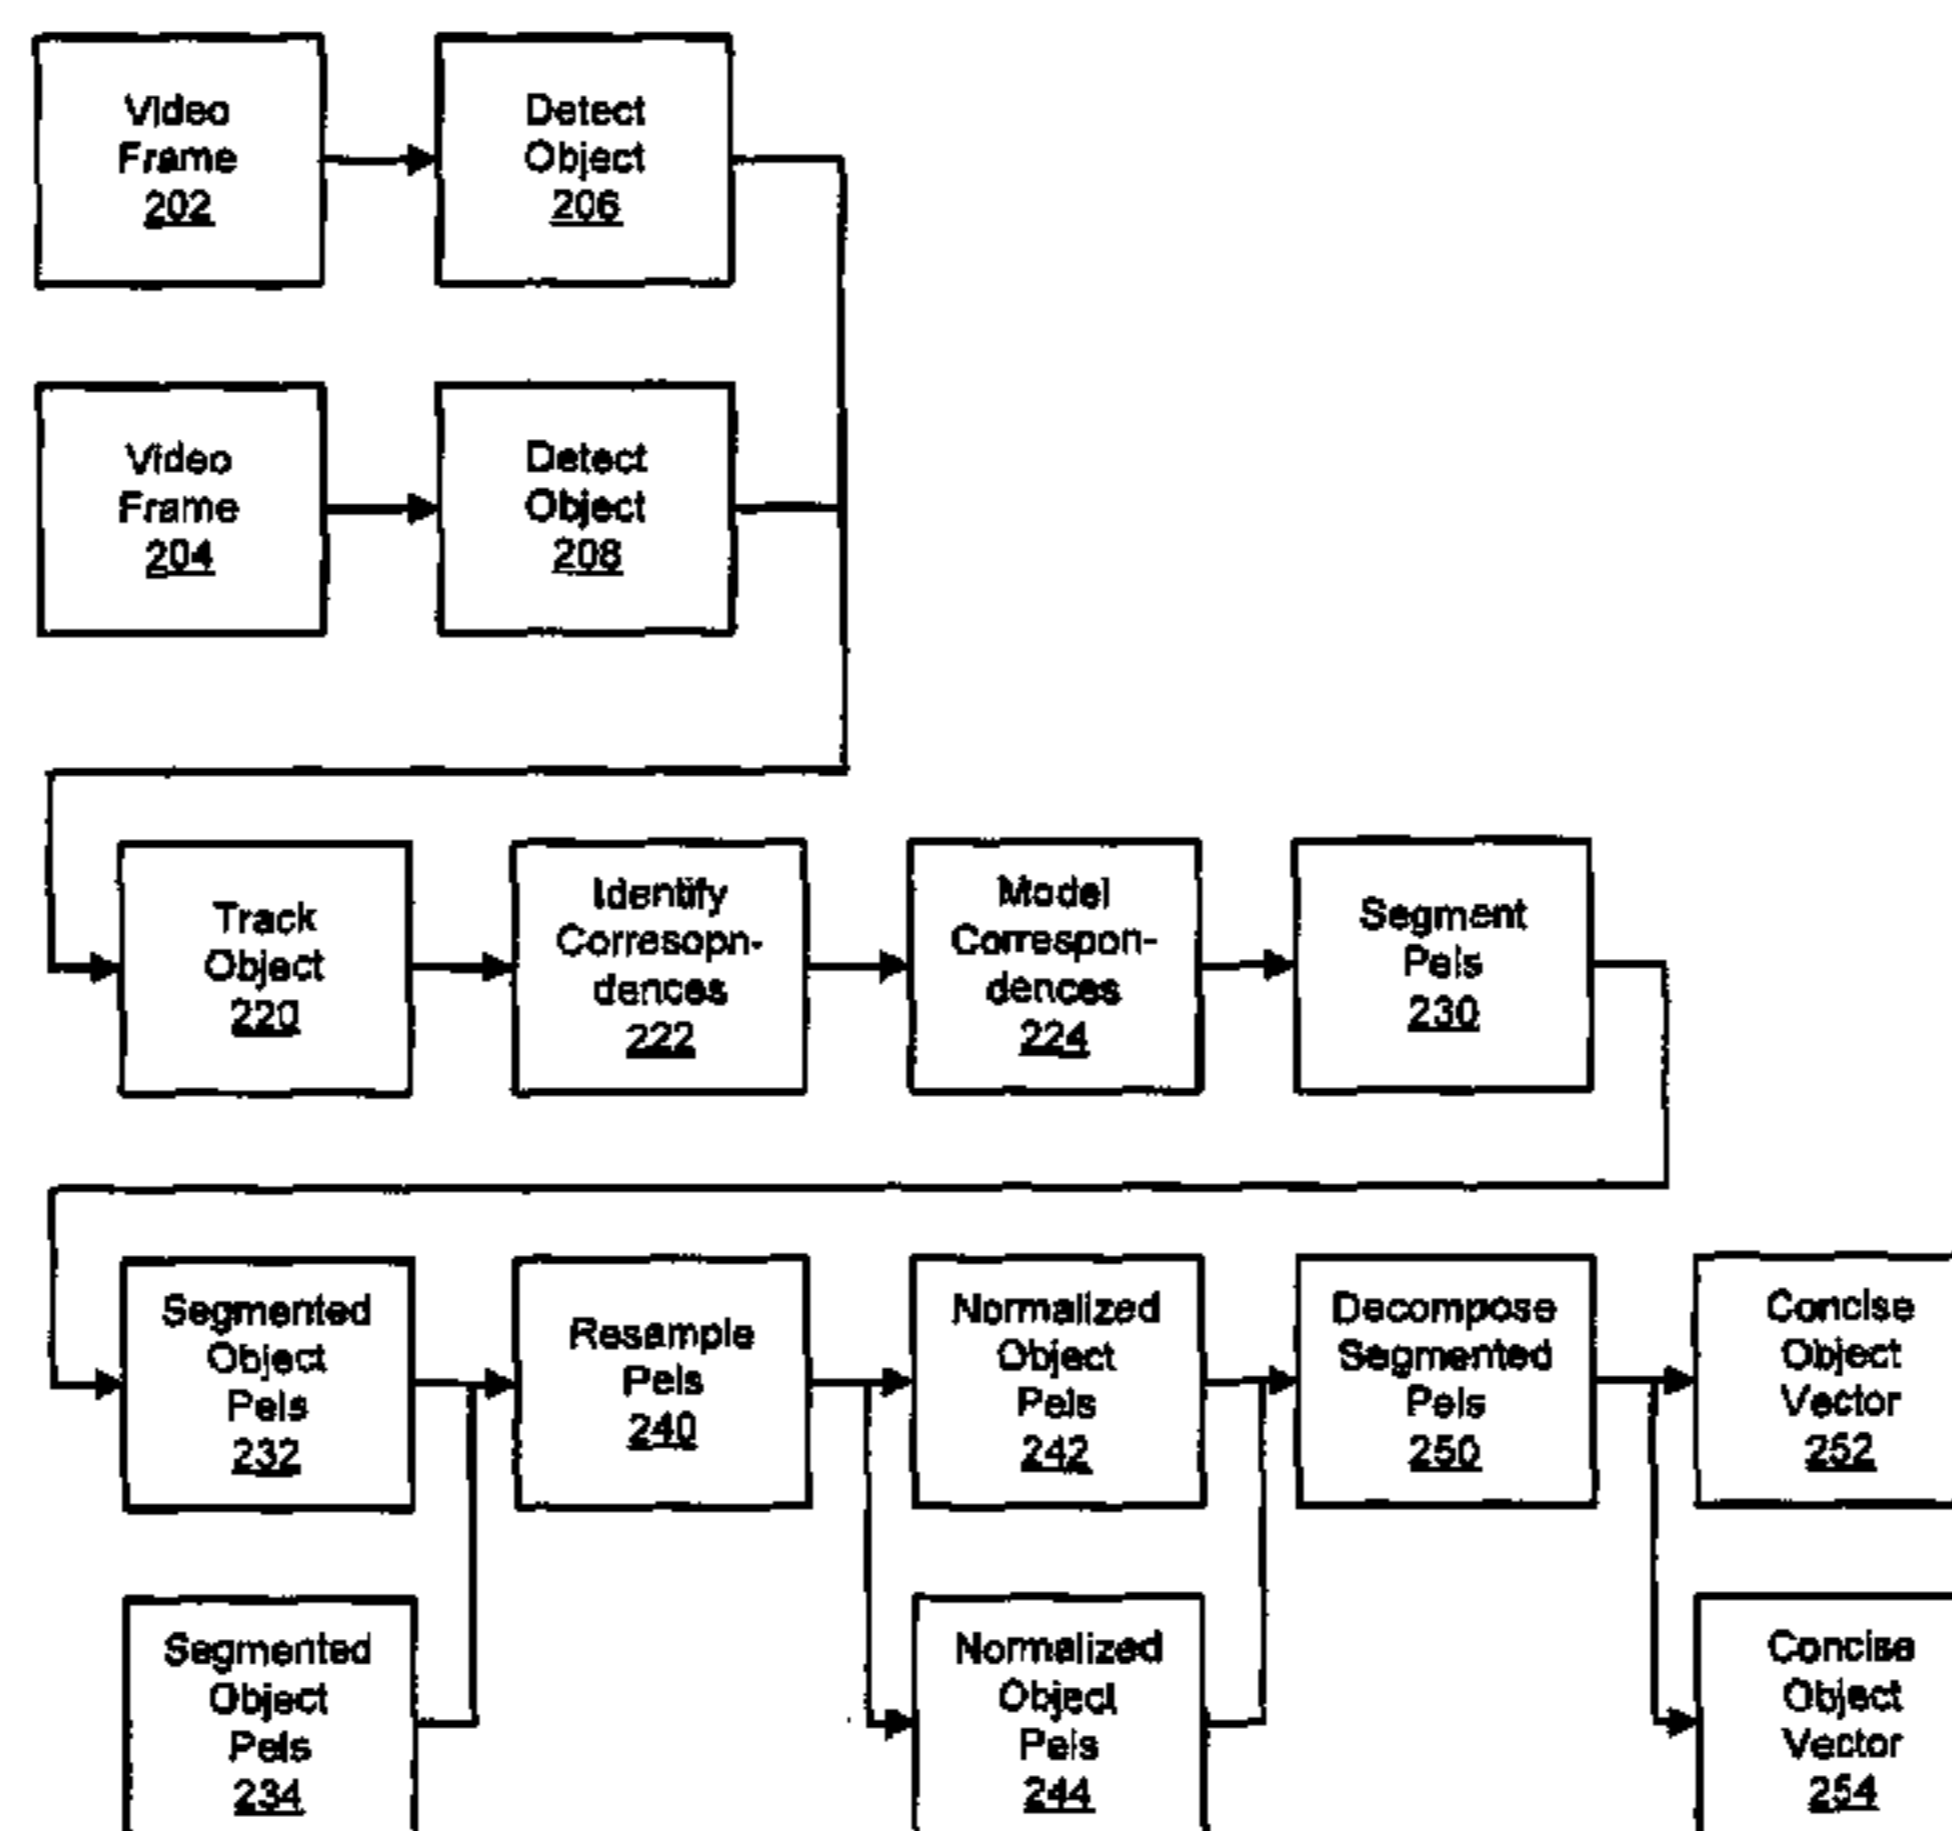 Video
Frame
202
Detect
Object
206
Video
Frame
204
Detect
Object
208
Track
Object
220
Identify
Corresopn-
dences
222
Model
Correspon-
dences
224
Segment
Pels
230
Segmented
Object
Pels
232
Resample
Pels
240
Normalized
Object
Pels
242
Decompose
Segmented
Pels
250
Concise
Object
Vector
252
Segmented
Object
Pels
234
Normalized
Object
Pels
244
Concise
Object
Vector
254